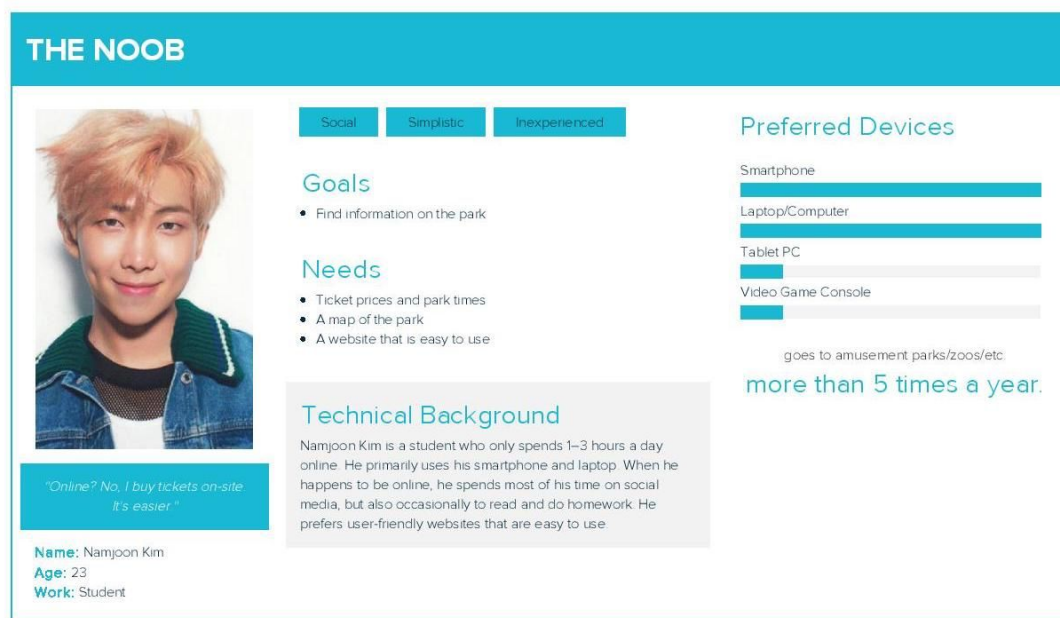 THE NOOB
Social
Simplistic
Inexperienced
Goals
• Find information on the park
Needs
• Ticket prices and park times
• A map of the park
• A website that is easy to use
Technical Background
Namjoon Kim is a student who only spends 1–3 hours a day
online. He primarily uses his smartphone and laptop. When he
happens to be online, he spends most of his time on social
media, but also occasionally to read and do homework. He
prefers user-friendly websites that are easy to use
"Online? No, I buy tickets on-site.
It's easier."
Name: Namjoon Kim
Age: 23
Work: Student
Preferred Devices
Smartphone
Laptop/Computer
Tablet PC
Video Game Console
goes to amusement parks/zoos/etc
more than 5 times a year.